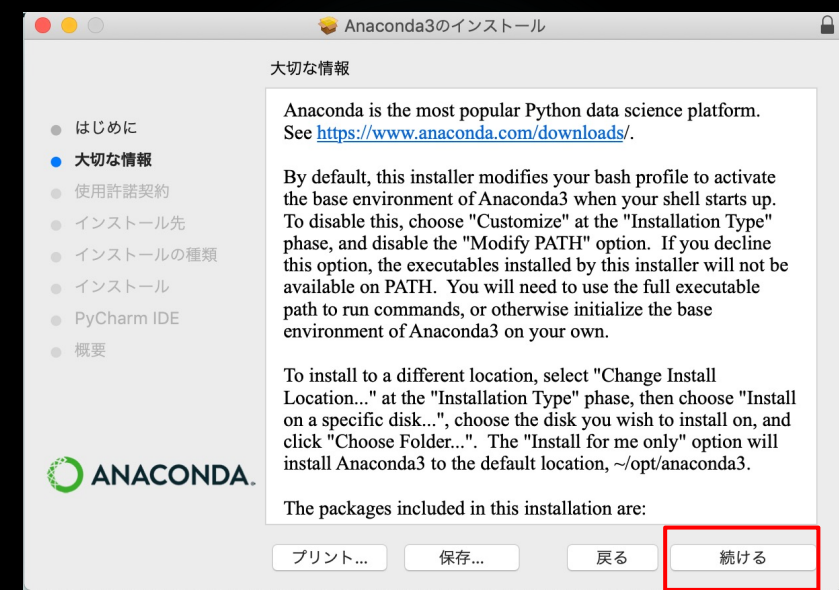 Anaconda3のインストール
大切な情報
はじめに
大切な情報
使用許諾契約
インストール先
インストールの種類
インストール
PyCharm IDE
概要
ANACONDA.
Anaconda is the most popular Python data science platform.
See https://www.anaconda.com/downloads/.
By default, this installer modifies your bash profile to activate
the base environment of Anaconda3 when your shell starts up.
To disable this, choose "Customize" at the "Installation Type"
phase, and disable the "Modify PATH" option.  If you decline
this option, the executables installed by this installer will not be
available on PATH.  You will need to use the full executable
path to run commands, or otherwise initialize the base
environment of Anaconda3 on your own.
To install to a different location, select "Change Install
Location..." at the "Installation Type" phase, then choose "Install
on a specific disk...", choose the disk you wish to install on, and
click "Choose Folder...".  The "Install for me only" option will
install Anaconda3 to the default location, ~/opt/anaconda3.
The packages included in this installation are:
プリント...
保存...
戻る
続ける